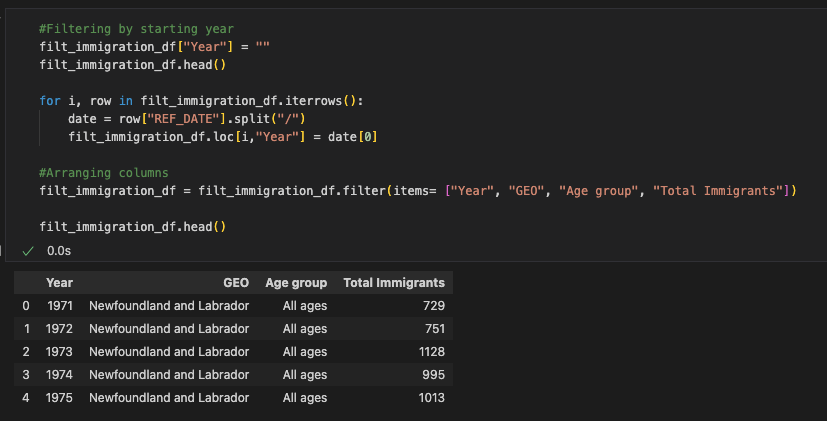 #Filtering by starting year
filt_immigration_df["Year"] = ""
filt_immigration_df.head()
for i, row in filt_immigration_df.iterrows():
    date = row["REF_DATE"].split("/")
    filt_immigration_df.loc[i,"Year"] = date[0]
#Arranging columns
filt_immigration_df = filt_immigration_df.filter(items= ["Year", "GEO", "Age group", "Total Immigrants"])
filt_immigration_df.head()
✓ 0.0s
Year GEO Age group Total Immigrants
0 1971 Newfoundland and Labrador All ages 729
1 1972 Newfoundland and Labrador All ages 751
2 1973 Newfoundland and Labrador All ages 1128
3 1974 Newfoundland and Labrador All ages 995
4 1975 Newfoundland and Labrador All ages 1013